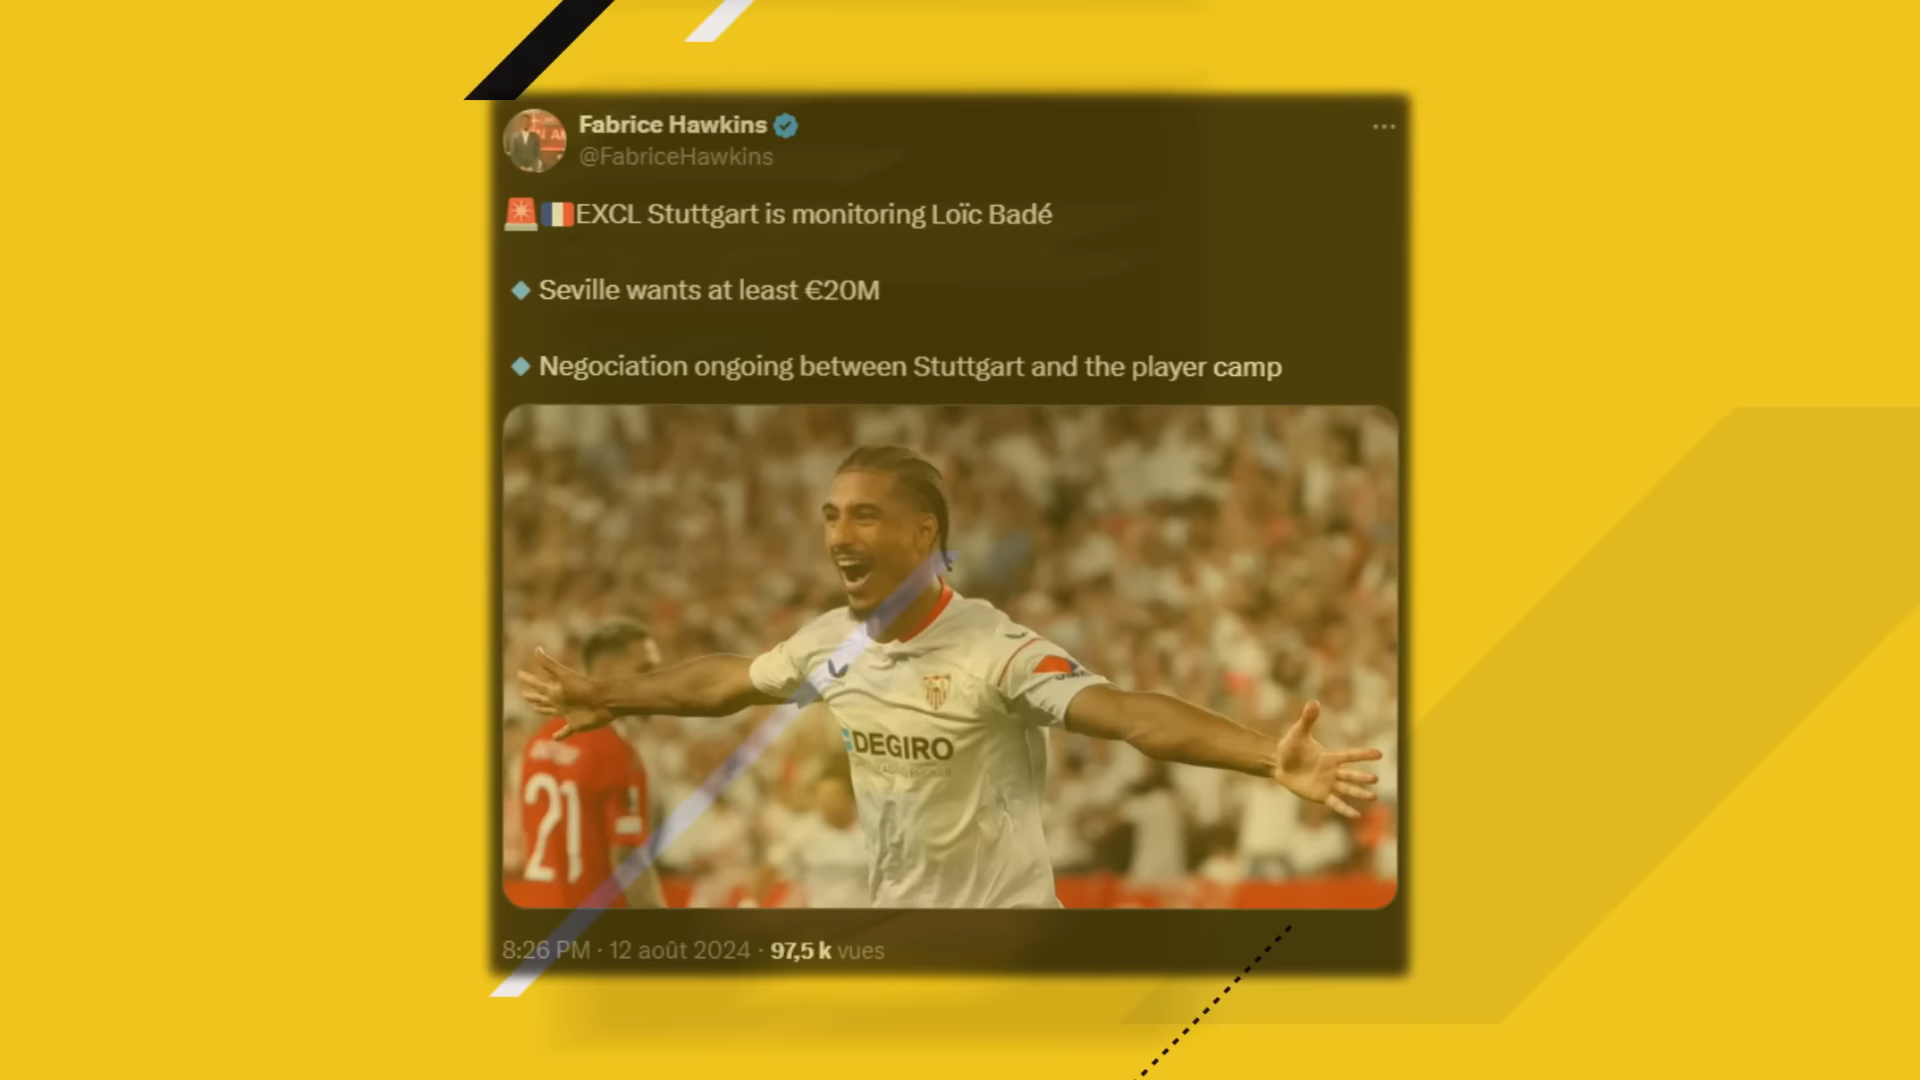 Fabrice Hawkins
@FabriceHawkins
🚨🇫🇷EXCL Stuttgart is monitoring Loïc Badé
🔹Seville wants at least €20M
🔹Negociation ongoing between Stuttgart and the player camp
DEGIRO
21
8:26 PM · 12 août 2024 · 97,5 k vues